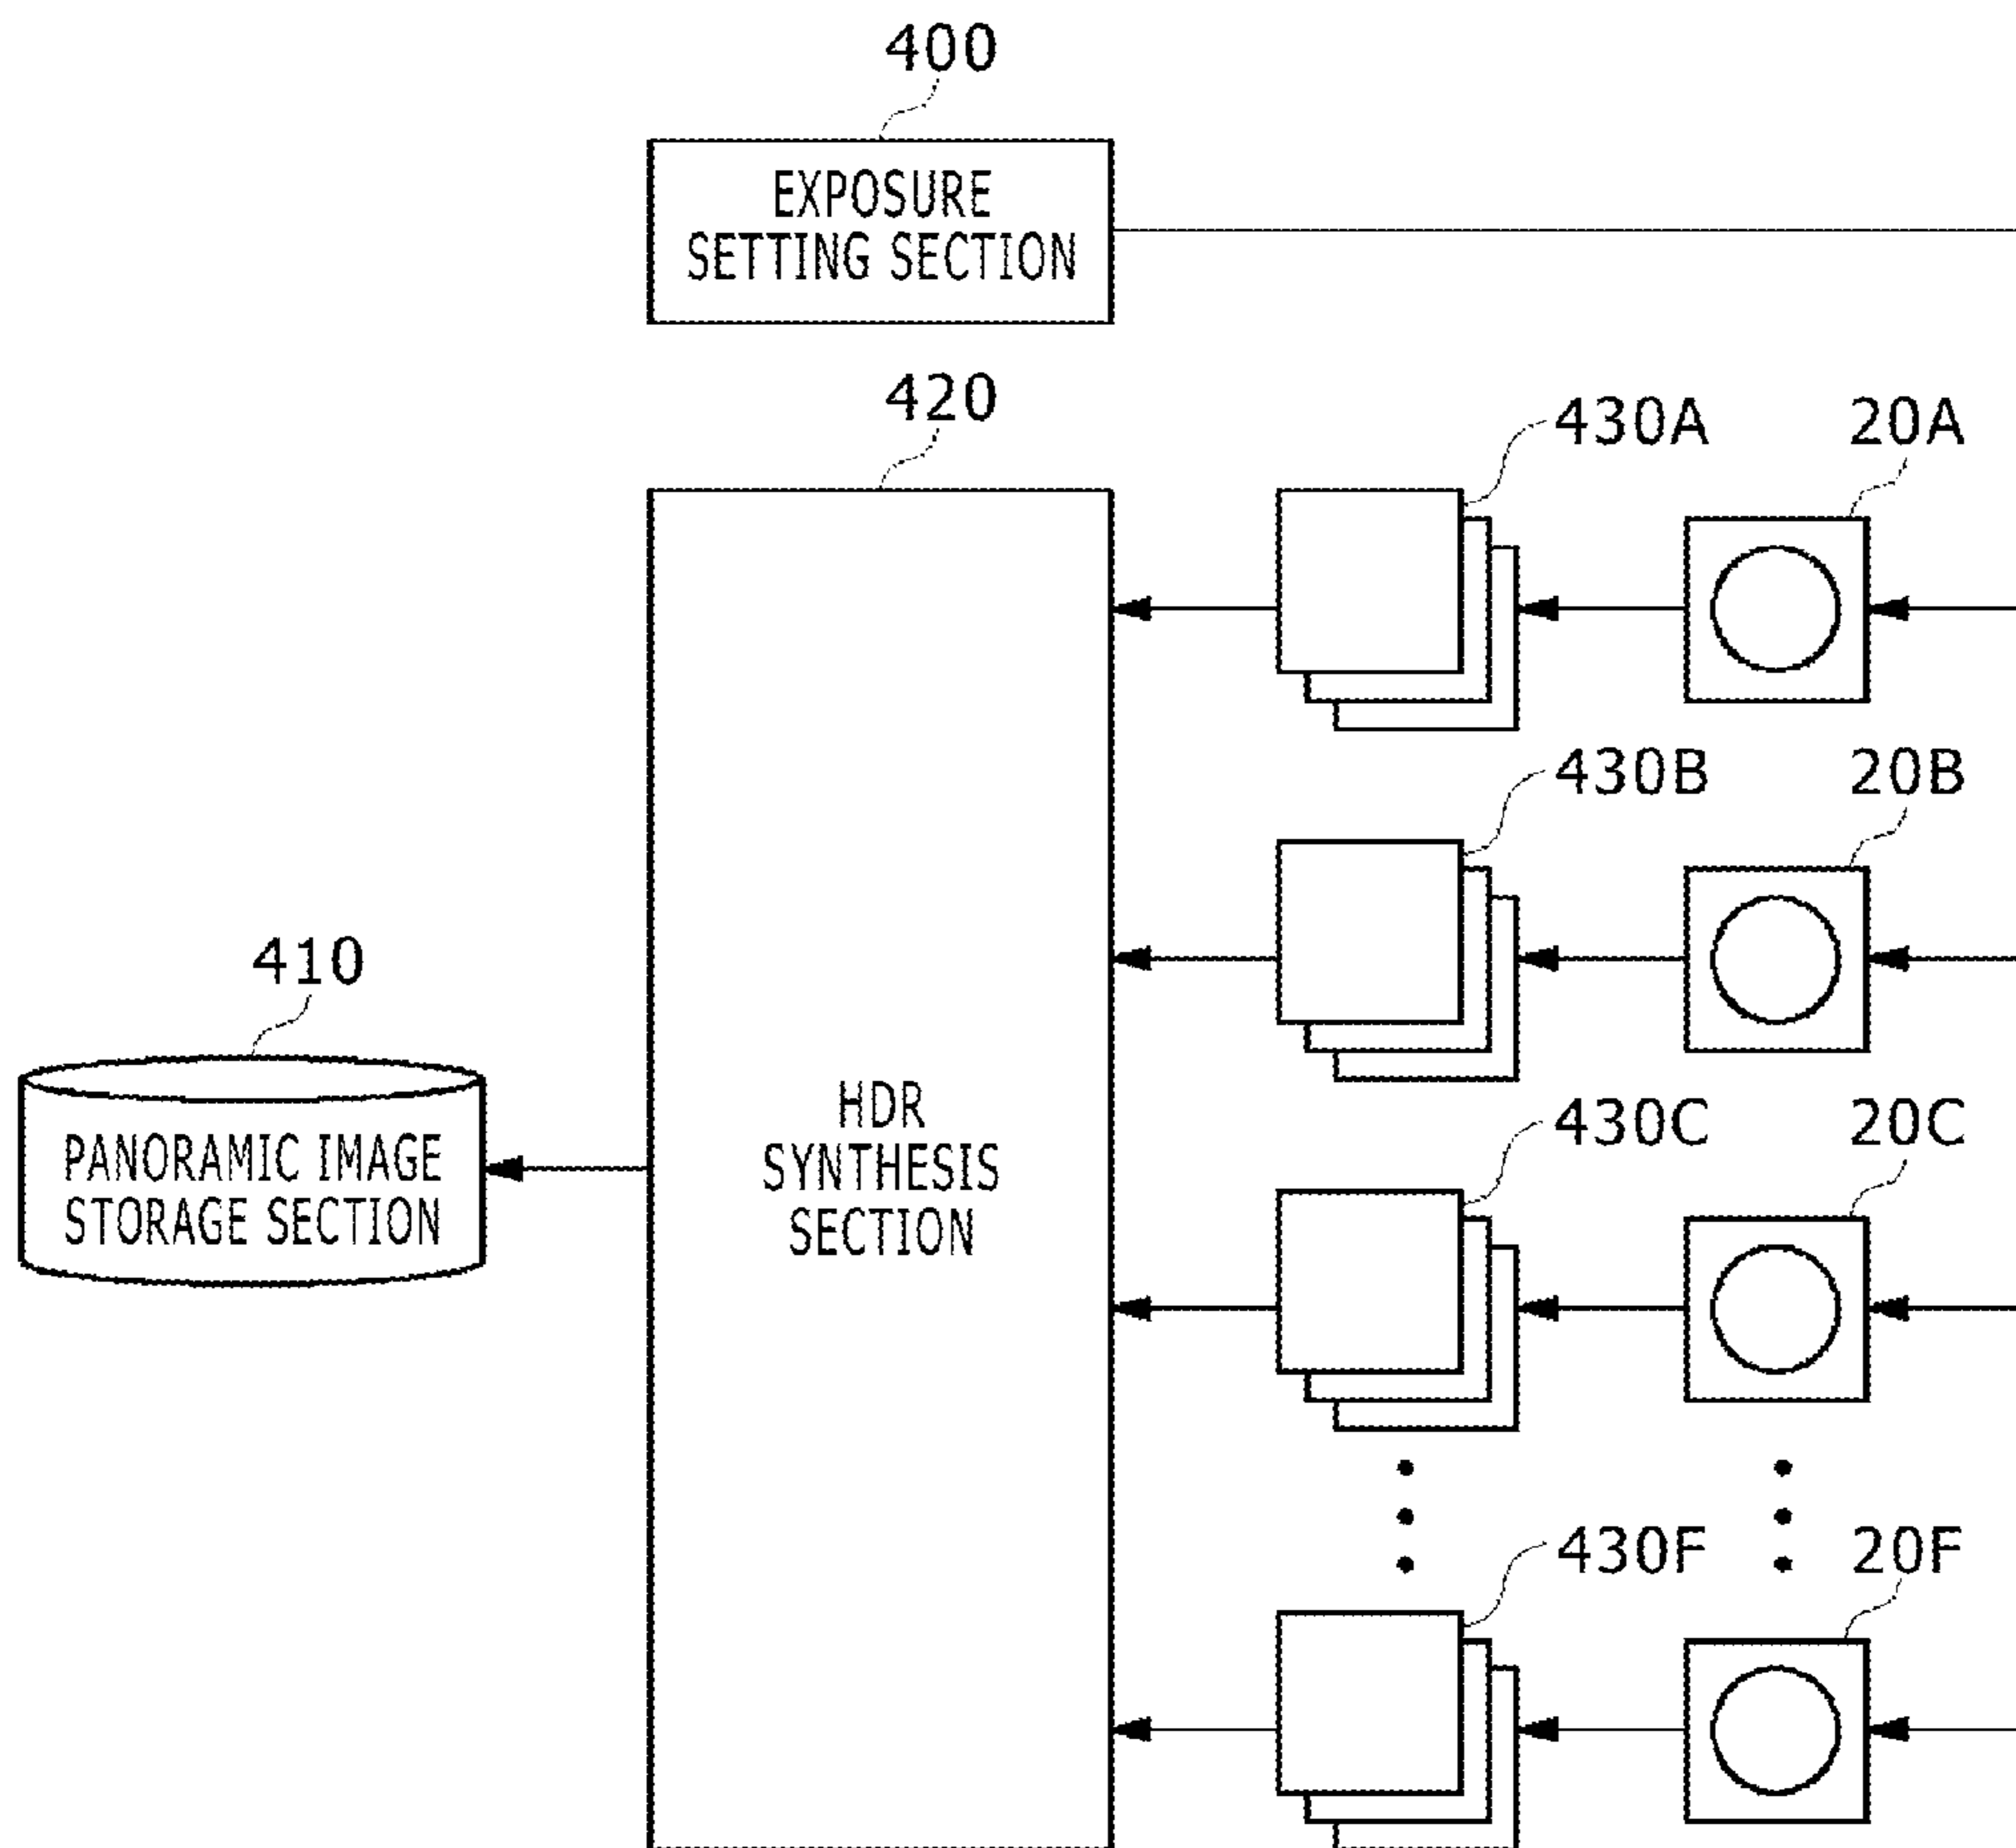 400
EXPOSURE
SETTING SECTION
420
430A
20A
430B
20B
410
PANORAMIC IMAGE
STORAGE SECTION
HDR
SYNTHESIS
SECTION
430C
20C
430F
20F